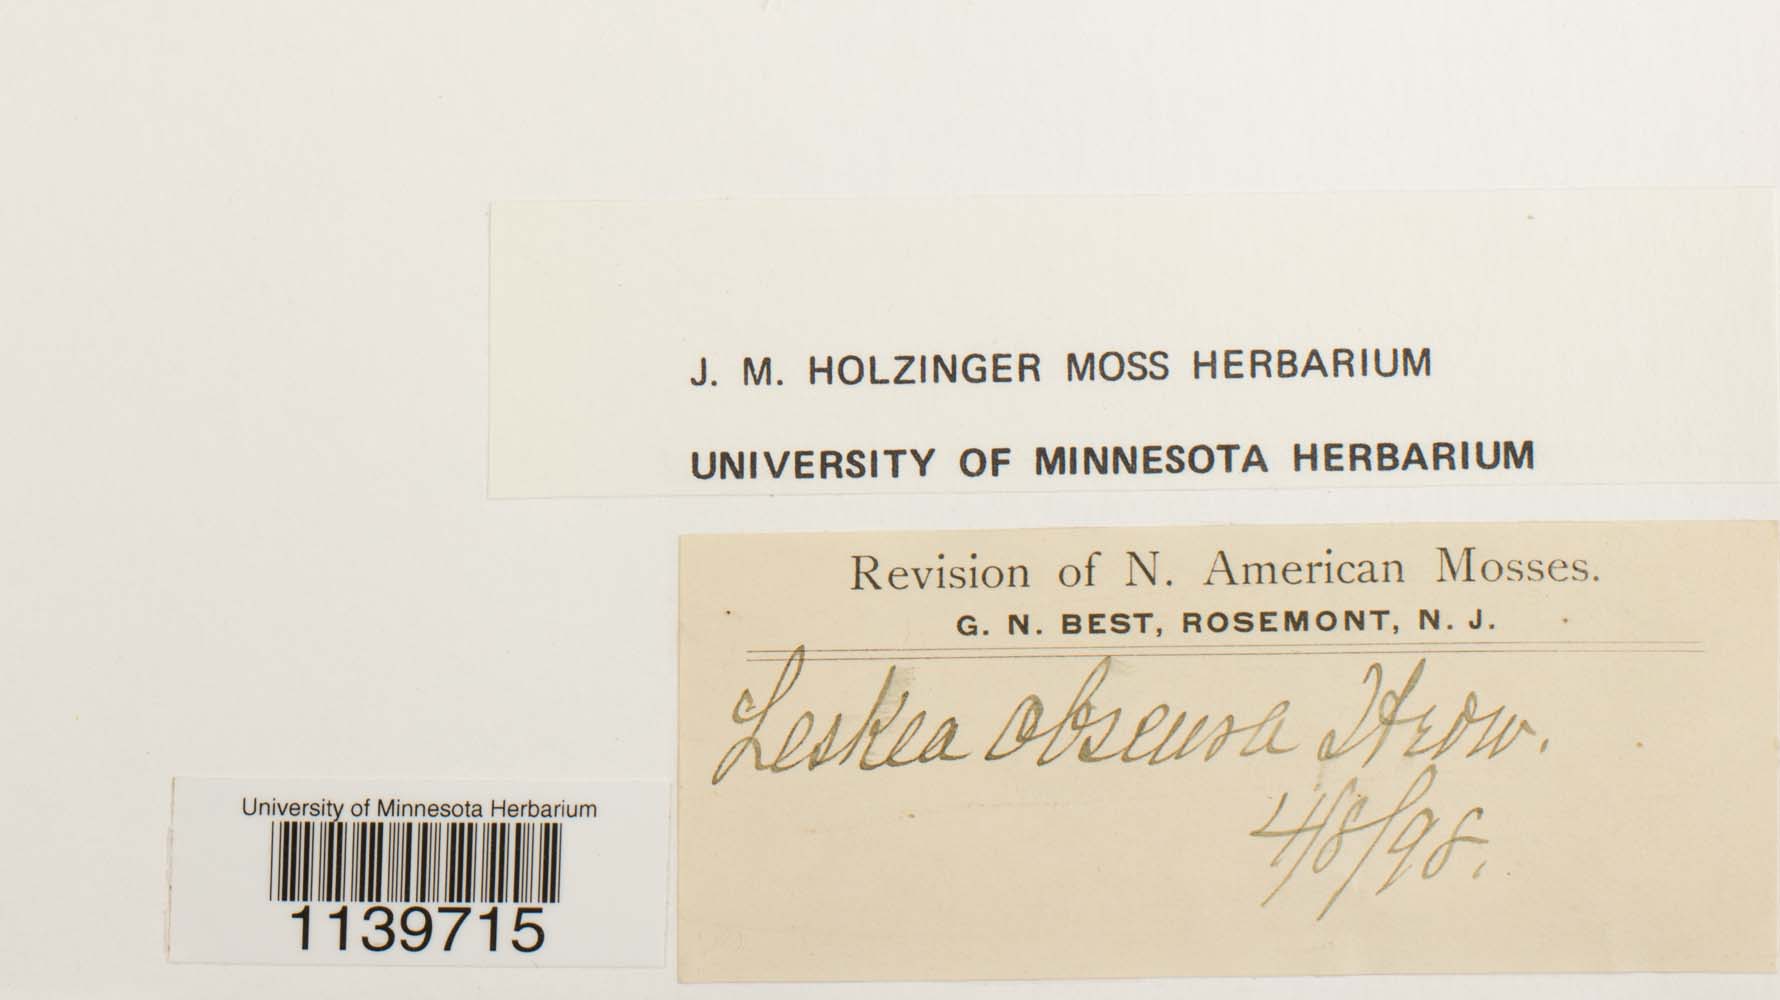 J. M. HOLZINGER MOSS HERBARIUM
UNIVERSITY OF MINNESOTA HERBARIUM
Revision of N. American Mosses.
G. N. BEST, ROSEMONT, N. J.
Leskea obscura Hedw.
4/8/98.
University of Minnesota Herbarium
1139715